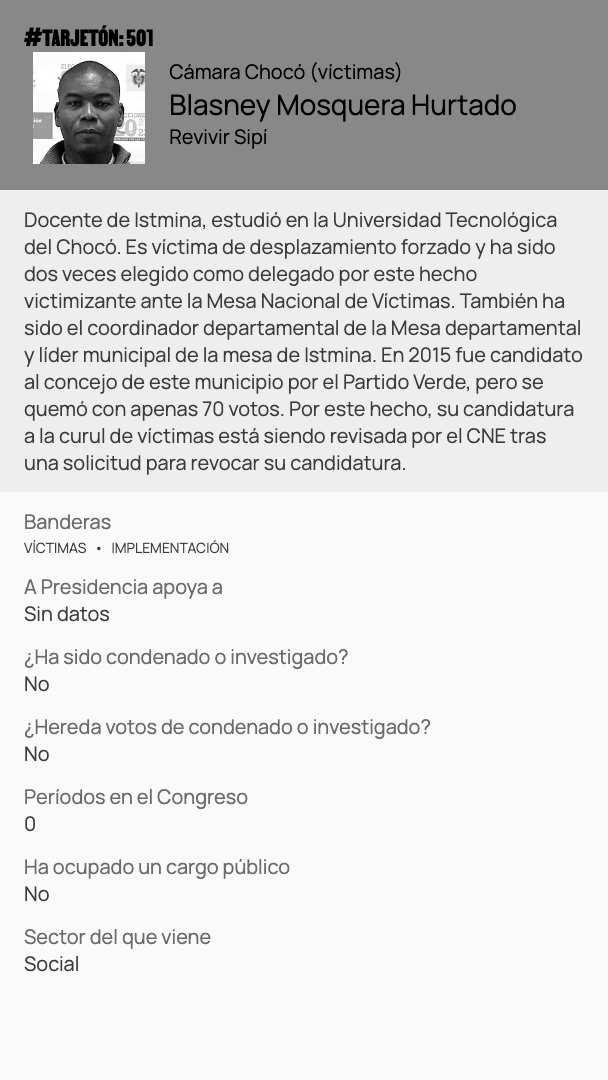 #TARJETÓN: 501
Cámara Chocó (víctimas)
Blasney Mosquera Hurtado
Revivir Sipí
Docente de Istmina, estudió en la Universidad Tecnológica
del Chocó. Es víctima de desplazamiento forzado y ha sido
dos veces elegido como delegado por este hecho
victimizante ante la Mesa Nacional de Víctimas. También ha
sido el coordinador departamental de la Mesa departamental
y líder municipal de la mesa de Istmina. En 2015 fue candidato
al concejo de este municipio por el Partido Verde, pero se
quemó con apenas 70 votos. Por este hecho, su candidatura
a la curul de víctimas está siendo revisada por el CNE tras
una solicitud para revocar su candidatura.
Banderas
VÍCTIMAS • IMPLEMENTACIÓN
A Presidencia apoya a
Sin datos
¿Ha sido condenado o investigado?
No
¿Hereda votos de condenado o investigado?
No
Períodos en el Congreso
0
Ha ocupado un cargo público
No
Sector del que viene
Social